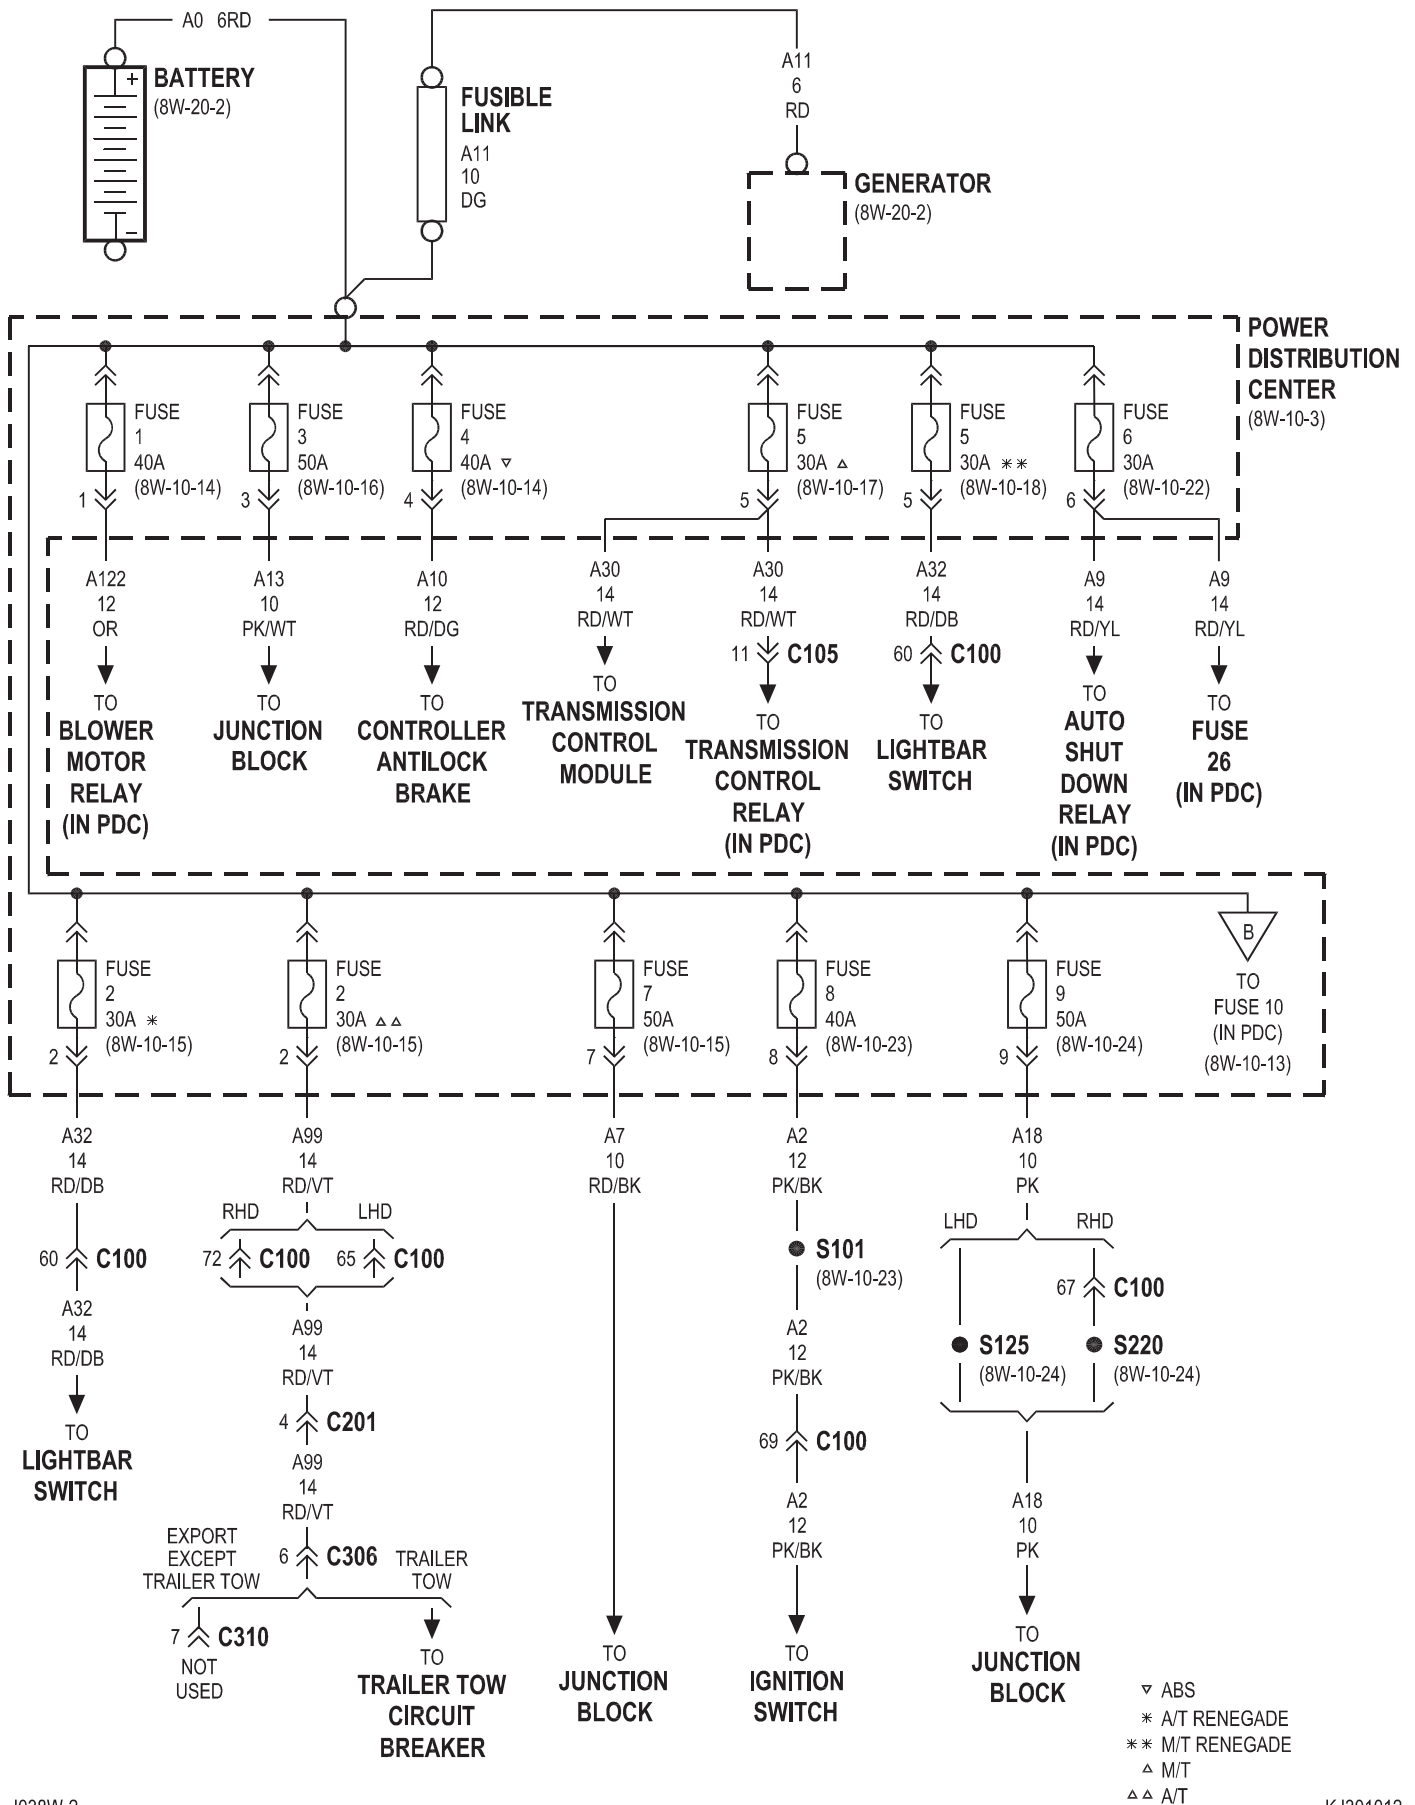 A0 6RD
BATTERY
(8W-20-2)
+
-
FUSIBLE
LINK
A11
10
DG
A11
6
RD
GENERATOR
(8W-20-2)
POWER
DISTRIBUTION
CENTER
(8W-10-3)
FUSE
1
40A
(8W-10-14)
1
FUSE
3
50A
(8W-10-16)
3
FUSE
4
40A ▿
(8W-10-14)
4
FUSE
5
30A ▵
(8W-10-17)
5
FUSE
5
30A **
(8W-10-18)
5
FUSE
6
30A
(8W-10-22)
6
A122
12
OR
TO
BLOWER
MOTOR
RELAY
(IN PDC)
A13
10
PK/WT
TO
JUNCTION
BLOCK
A10
12
RD/DG
TO
CONTROLLER
ANTILOCK
BRAKE
A30
14
RD/WT
TO
TRANSMISSION
CONTROL
MODULE
A30
14
RD/WT
11 C105
TO
TRANSMISSION
CONTROL
RELAY
(IN PDC)
A32
14
RD/DB
60 C100
TO
LIGHTBAR
SWITCH
A9
14
RD/YL
TO
AUTO
SHUT
DOWN
RELAY
(IN PDC)
A9
14
RD/YL
TO
FUSE
26
(IN PDC)
FUSE
2
30A *
(8W-10-15)
2
FUSE
2
30A ▵▵
(8W-10-15)
2
FUSE
7
50A
(8W-10-15)
7
FUSE
8
40A
(8W-10-23)
8
FUSE
9
50A
(8W-10-24)
9
B
TO
FUSE 10
(IN PDC)
(8W-10-13)
A32
14
RD/DB
60 C100
A32
14
RD/DB
TO
LIGHTBAR
SWITCH
A99
14
RD/VT
RHD LHD
72 C100 65 C100
A99
14
RD/VT
4 C201
A99
14
RD/VT
6 C306
EXPORT
EXCEPT
TRAILER TOW
TRAILER
TOW
7 C310
NOT
USED
TO
TRAILER TOW
CIRCUIT
BREAKER
A7
10
RD/BK
TO
JUNCTION
BLOCK
A2
12
PK/BK
S101
(8W-10-23)
A2
12
PK/BK
69 C100
A2
12
PK/BK
TO
IGNITION
SWITCH
A18
10
PK
LHD RHD
67 C100
S125
(8W-10-24)
S220
(8W-10-24)
A18
10
PK
TO
JUNCTION
BLOCK
▿ ABS
* A/T RENEGADE
** M/T RENEGADE
▵ M/T
▵▵ A/T